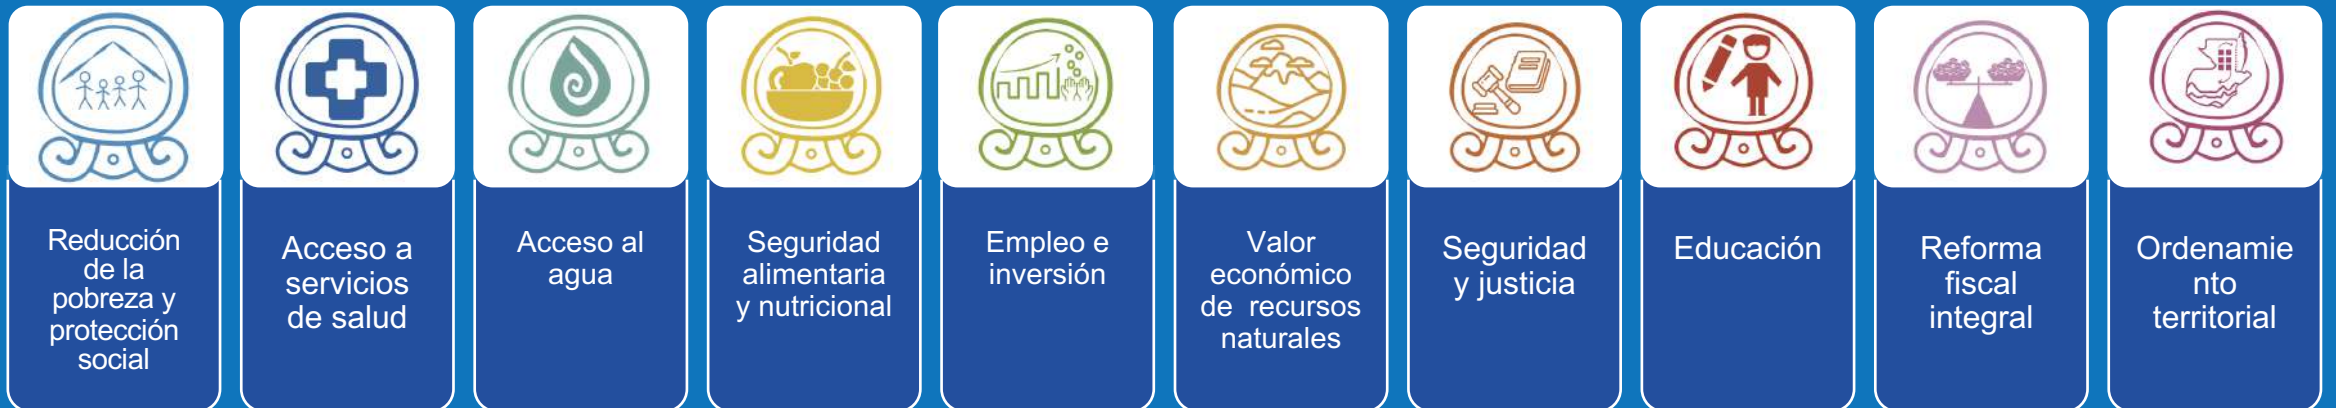 Reducción
de la
pobreza y
protección
social
Acceso a
servicios
de salud
Acceso al
agua
Seguridad
alimentaria
y nutricional
Empleo e
inversión
Valor
económico
de recursos
naturales
Seguridad
y justicia
Educación
Reforma
fiscal
integral
Ordenamie
nto
territorial